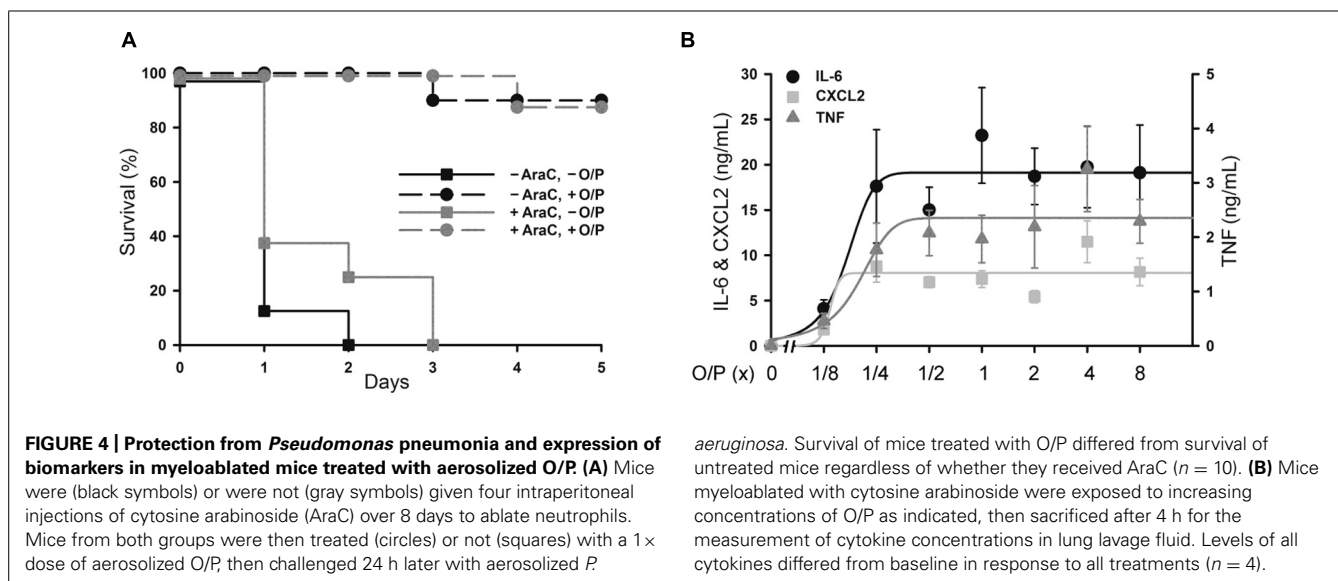 A
100
80
60
40
20
0
Survival (%)
0 1 2 3 4 5
Days
−AraC, −O/P
−AraC, +O/P
+AraC, −O/P
+AraC, +O/P
B
30
25
20
15
10
5
0
IL-6 & CXCL2 (ng/mL)
IL-6
CXCL2
TNF
5
4
3
2
1
0
TNF (ng/mL)
O/P (x) 0 1/8 1/4 1/2 1 2 4 8
FIGURE 4 | Protection from Pseudomonas pneumonia and expression of
biomarkers in myeloablated mice treated with aerosolized O/P. (A) Mice
were (black symbols) or were not (gray symbols) given four intraperitoneal
injections of cytosine arabinoside (AraC) over 8 days to ablate neutrophils.
Mice from both groups were then treated (circles) or not (squares) with a 1×
dose of aerosolized O/P, then challenged 24 h later with aerosolized P.
aeruginosa. Survival of mice treated with O/P differed from survival of
untreated mice regardless of whether they received AraC (n = 10). (B) Mice
myeloablated with cytosine arabinoside were exposed to increasing
concentrations of O/P as indicated, then sacrificed after 4 h for the
measurement of cytokine concentrations in lung lavage fluid. Levels of all
cytokines differed from baseline in response to all treatments (n = 4).